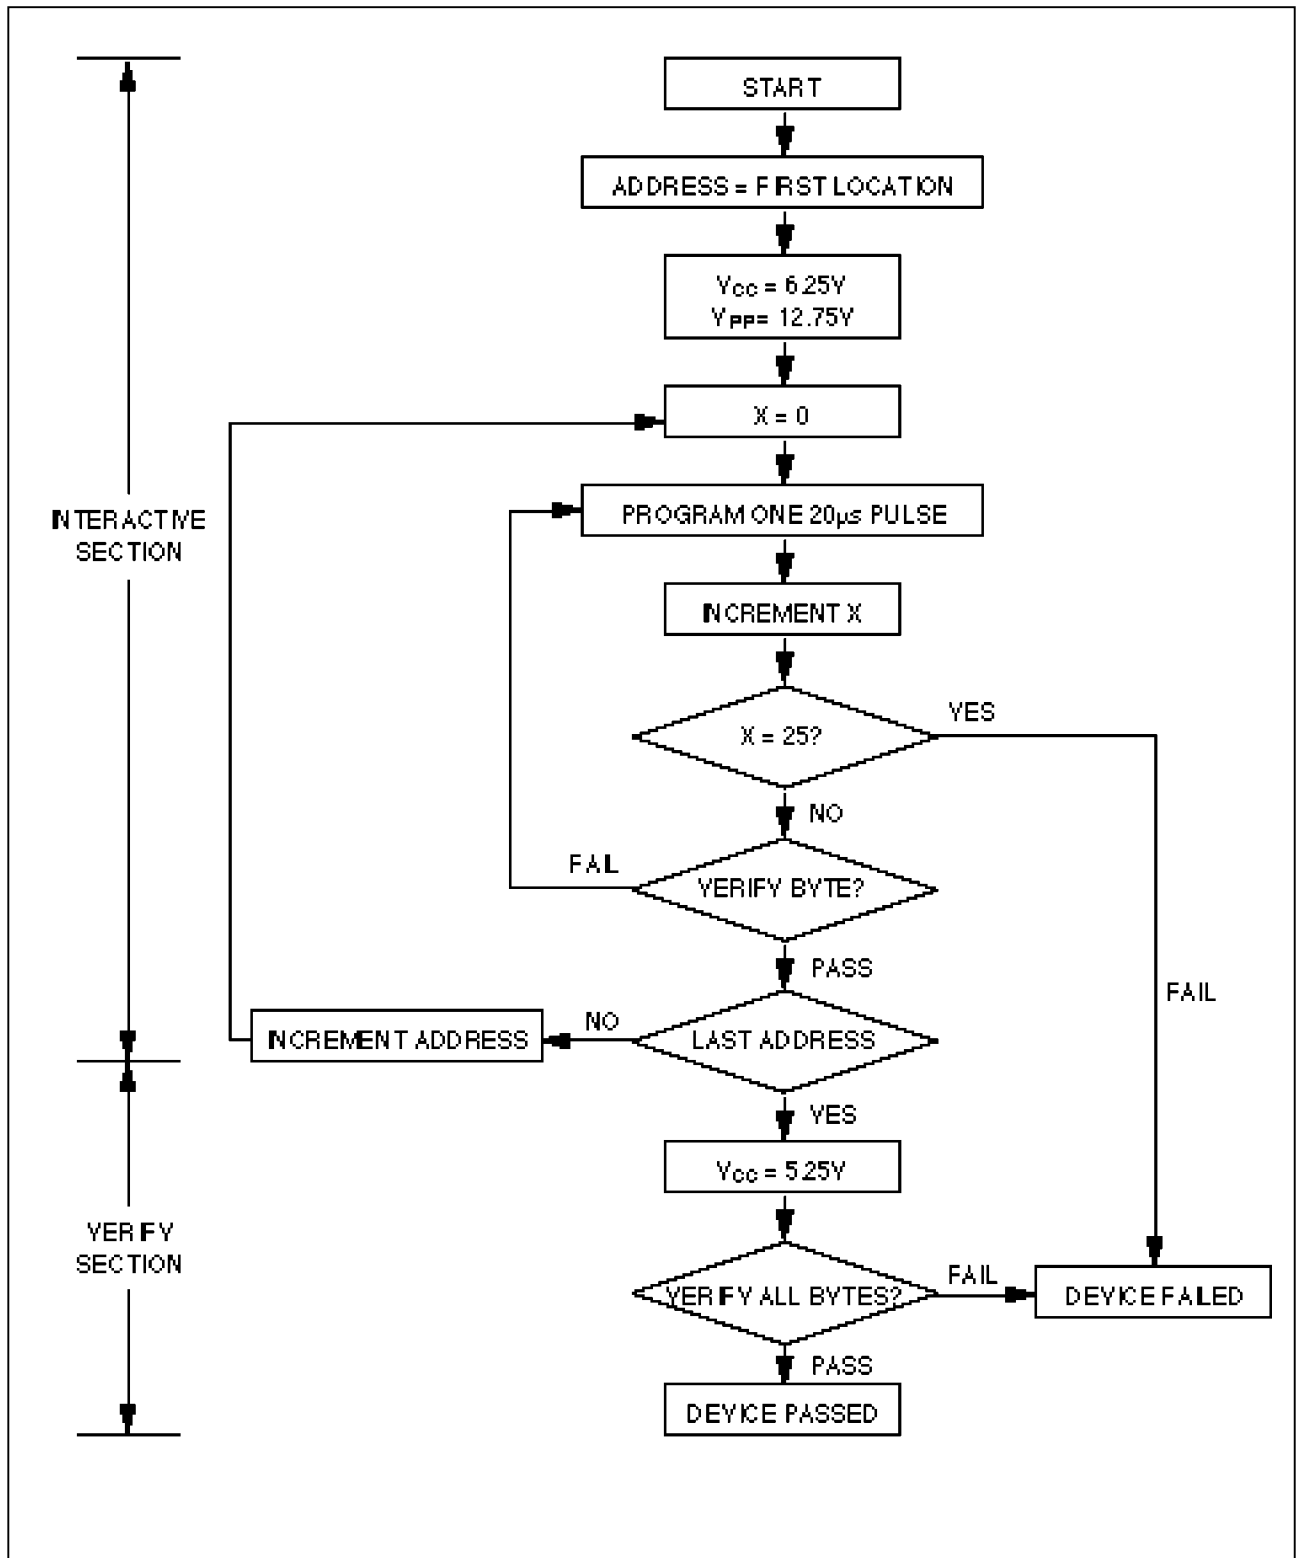 START
ADDRESS = FIRST LOCATION
VCC = 6.25V
VPP= 12.75V
X = 0
INTERACTIVE
SECTION
PROGRAM ONE 20µs PULSE
INCREMENT X
X = 25?
YES
NO
FAIL
VERIFY BYTE?
PASS
FAIL
INCREMENT ADDRESS
NO
LAST ADDRESS
YES
VCC = 5.25V
VERIFY
SECTION
VERIFY ALL BYTES?
FAIL
DEVICE FAILED
PASS
DEVICE PASSED